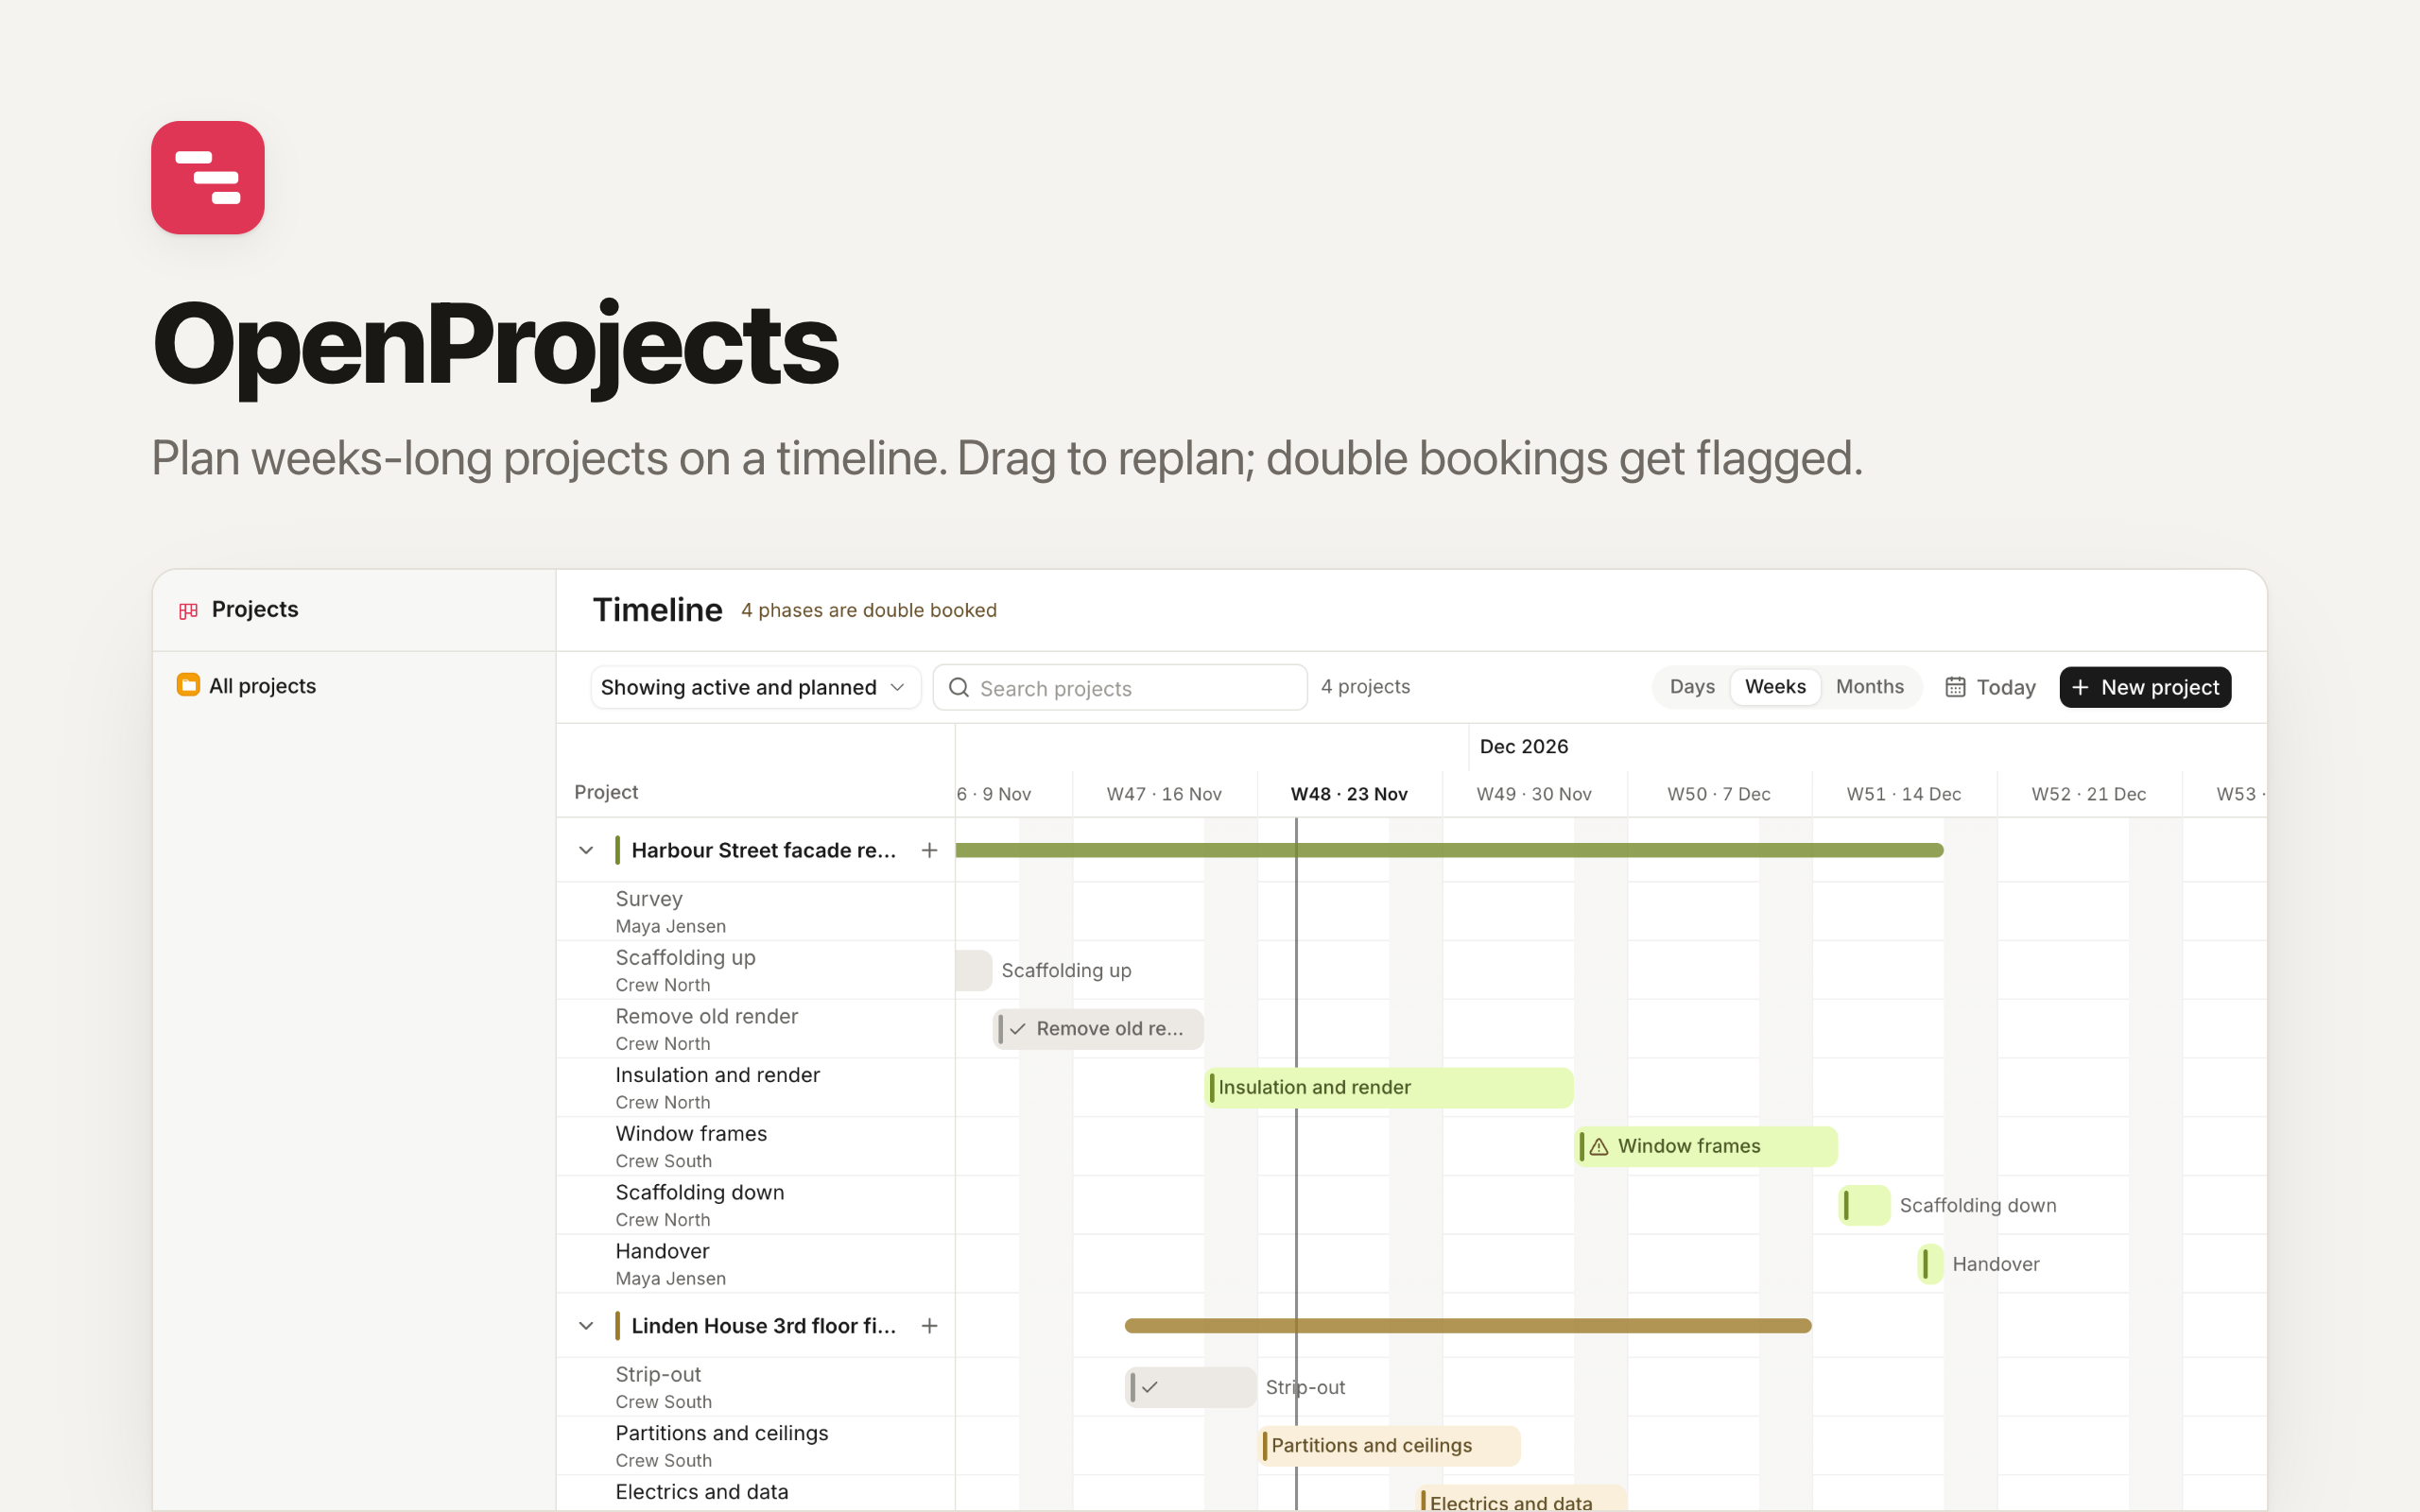 OpenProjects
Plan weeks-long projects on a timeline. Drag to replan; double bookings get flagged.
Projects
Timeline 4 phases are double booked
All projects
Showing active and planned
Search projects
4 projects
Days Weeks Months
Today
+ New project
Dec 2026
Project
6 · 9 Nov W47 · 16 Nov W48 · 23 Nov W49 · 30 Nov W50 · 7 Dec W51 · 14 Dec W52 · 21 Dec W53 ·
Harbour Street facade re... +
Survey
Maya Jensen
Scaffolding up
Crew North
Scaffolding up
Remove old render
Crew North
Remove old re...
Insulation and render
Crew North
Insulation and render
Window frames
Crew South
Window frames
Scaffolding down
Crew North
Scaffolding down
Handover
Maya Jensen
Handover
Linden House 3rd floor fi... +
Strip-out
Crew South
Strip-out
Partitions and ceilings
Crew South
Partitions and ceilings
Electrics and data
Electrics and data